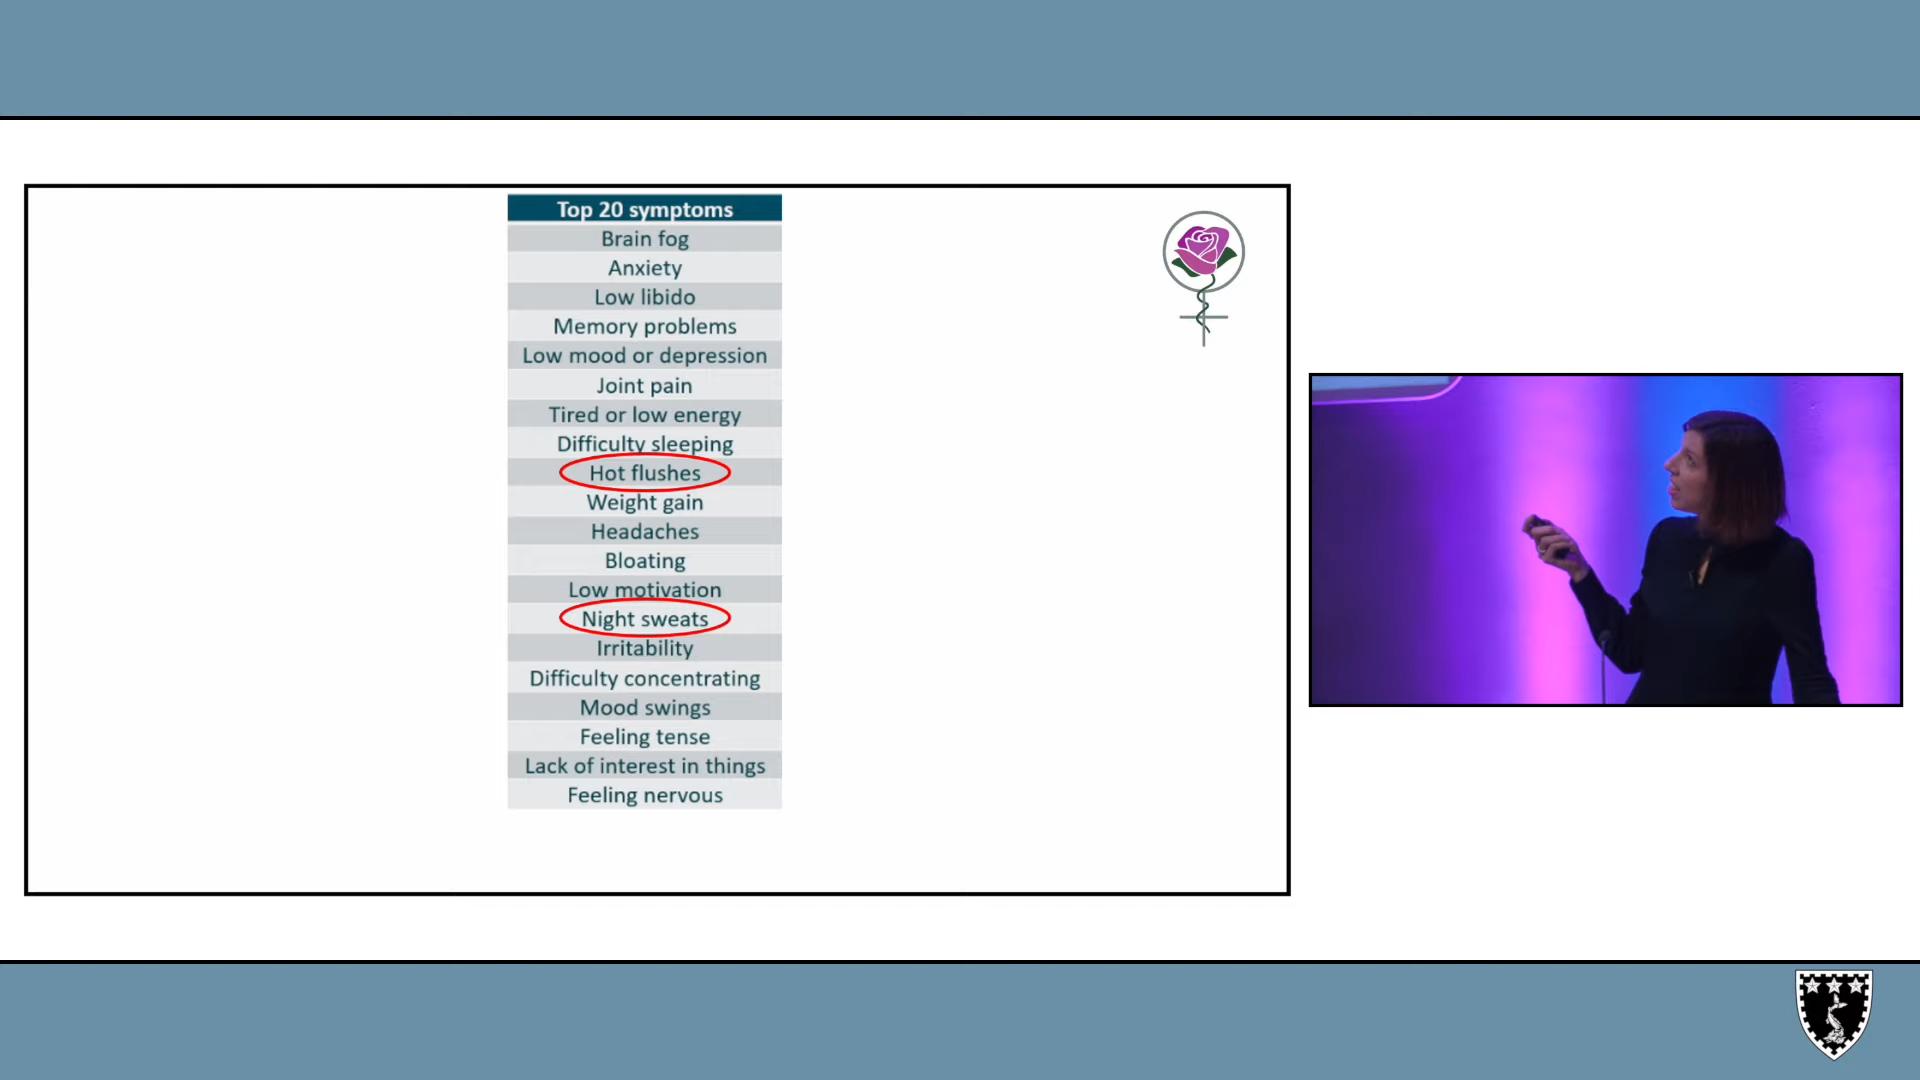 Top 20 symptoms
Brain fog
Anxiety
Low libido
Memory problems
Low mood or depression
Joint pain
Tired or low energy
Difficulty sleeping
Hot flushes
Weight gain
Headaches
Bloating
Low motivation
Night sweats
Irritability
Difficulty concentrating
Mood swings
Feeling tense
Lack of interest in things
Feeling nervous